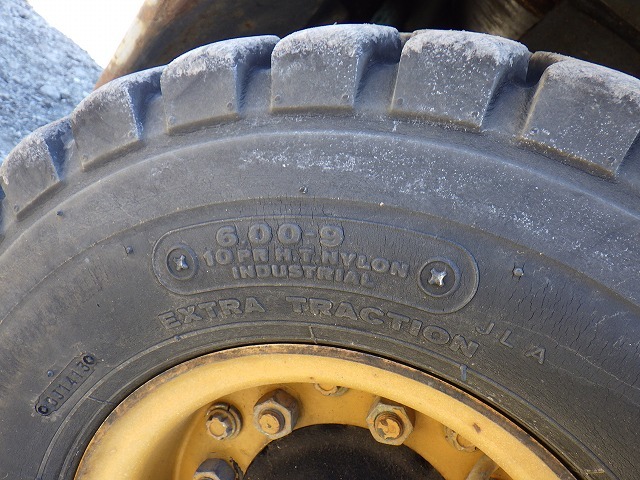 6.00-9
10 PR H.T. NYLON
INDUSTRIAL
EXTRA TRACTION
JLA